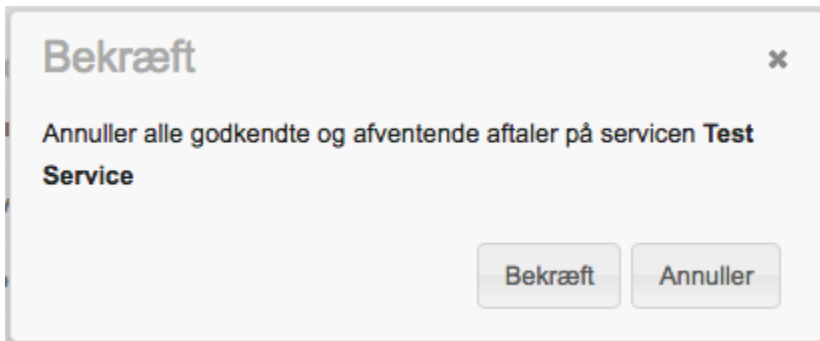 Bekræft
Annuller alle godkendte og afventende aftaler på servicen Test
Service
Bekræft Annuller